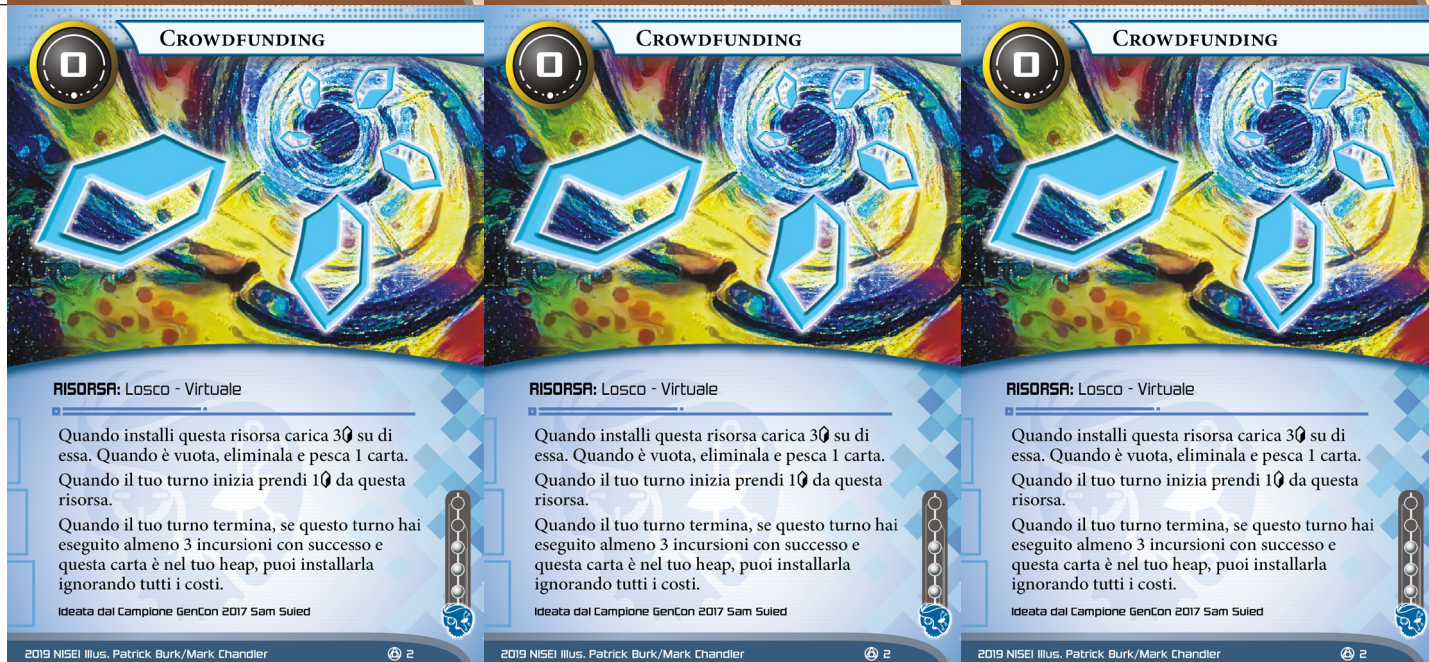 0
CROWDFUNDING
RISORSA: Losco - Virtuale
Quando installi questa risorsa carica 3 su di
essa. Quando è vuota, eliminala e pesca 1 carta.
Quando il tuo turno inizia prendi 1 da questa
risorsa.
Quando il tuo turno termina, se questo turno hai
eseguito almeno 3 incursioni con successo e
questa carta è nel tuo heap, puoi installarla
ignorando tutti i costi.
Ideata dal Campione GenCon 2017 Sam Suied
2019 NISEI Illus. Patrick Burk/Mark Chandler
2
0
CROWDFUNDING
RISORSA: Losco - Virtuale
Quando installi questa risorsa carica 3 su di
essa. Quando è vuota, eliminala e pesca 1 carta.
Quando il tuo turno inizia prendi 1 da questa
risorsa.
Quando il tuo turno termina, se questo turno hai
eseguito almeno 3 incursioni con successo e
questa carta è nel tuo heap, puoi installarla
ignorando tutti i costi.
Ideata dal Campione GenCon 2017 Sam Suied
2019 NISEI Illus. Patrick Burk/Mark Chandler
2
0
CROWDFUNDING
RISORSA: Losco - Virtuale
Quando installi questa risorsa carica 3 su di
essa. Quando è vuota, eliminala e pesca 1 carta.
Quando il tuo turno inizia prendi 1 da questa
risorsa.
Quando il tuo turno termina, se questo turno hai
eseguito almeno 3 incursioni con successo e
questa carta è nel tuo heap, puoi installarla
ignorando tutti i costi.
Ideata dal Campione GenCon 2017 Sam Suied
2019 NISEI Illus. Patrick Burk/Mark Chandler
2